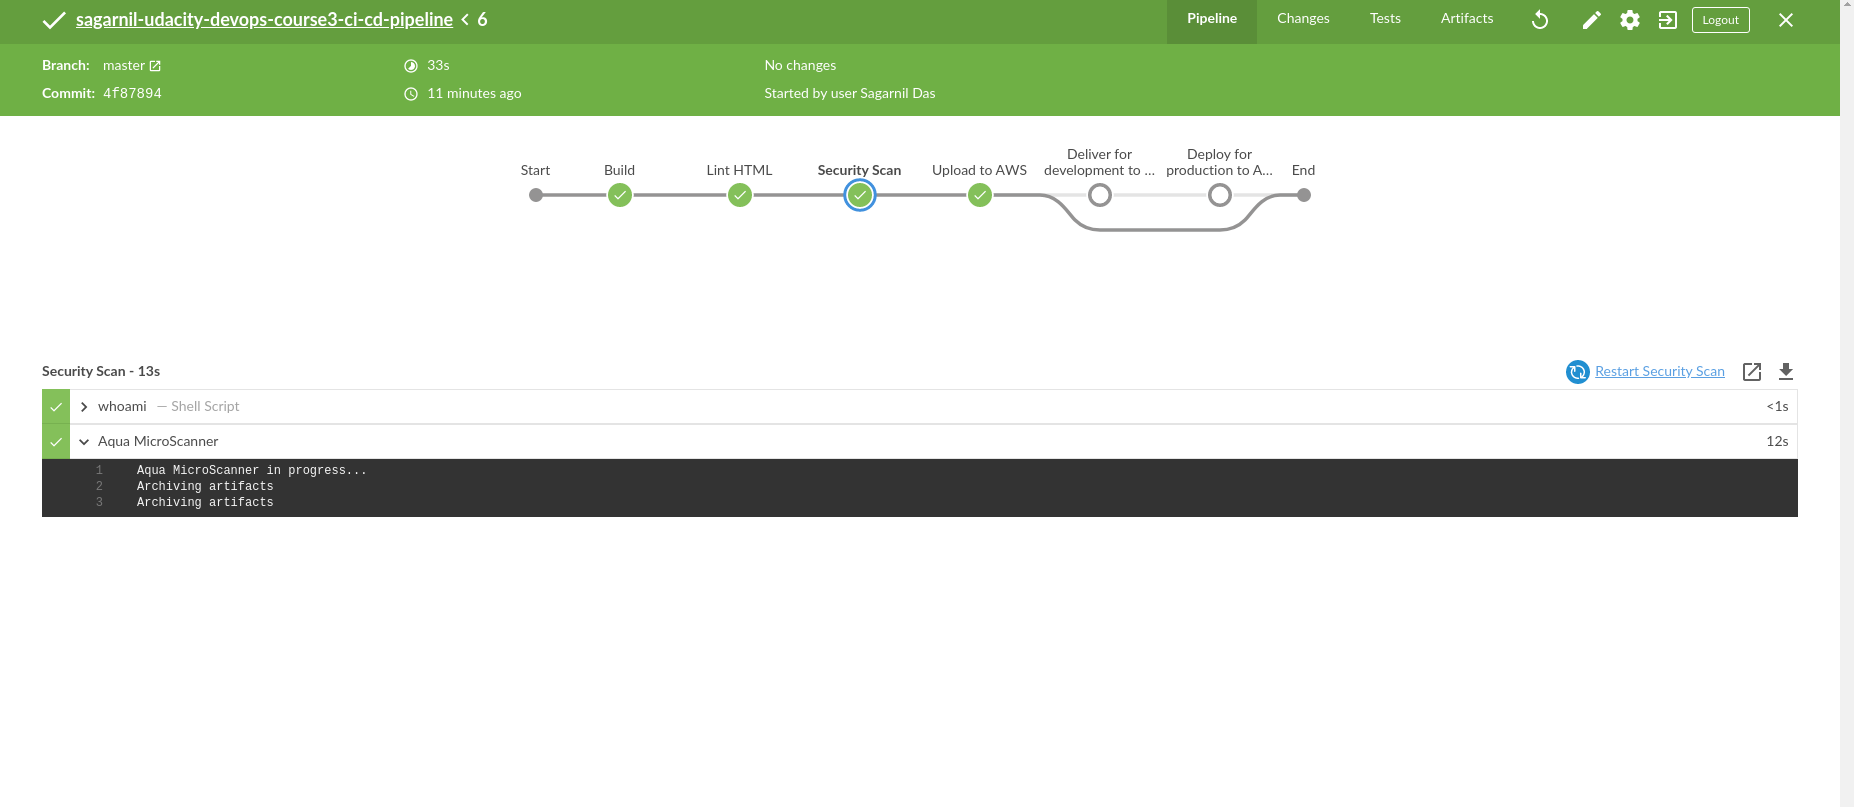 sagarnil-udacity-devops-course3-ci-cd-pipeline < 6
Pipeline Changes Tests Artifacts Logout
Branch: master 33s No changes
Commit: 4f87894 11 minutes ago Started by user Sagarnil Das
Deliver for Deploy for
Start Build Lint HTML Security Scan Upload to AWS development to ... production to A... End
Security Scan - 13s Restart Security Scan
whoami — Shell Script <1s
Aqua MicroScanner 12s
1 Aqua MicroScanner in progress...
2 Archiving artifacts
3 Archiving artifacts